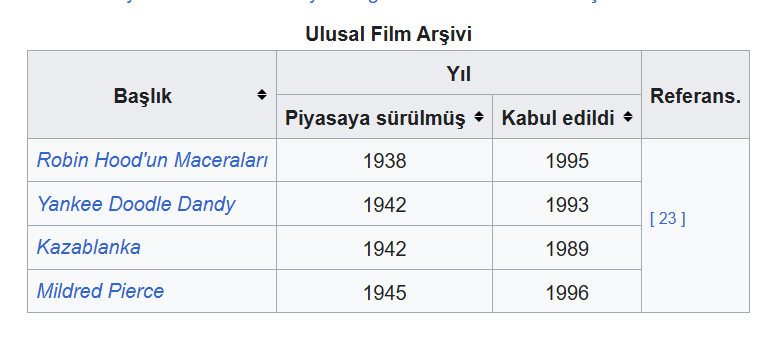 Ulusal Film Arşivi
Başlık
Yıl
Referans.
Piyasaya sürülmüş
Kabul edildi
Robin Hood'un Maceraları 1938 1995
Yankee Doodle Dandy 1942 1993
[ 23 ]
Kazablanka 1942 1989
Mildred Pierce 1945 1996